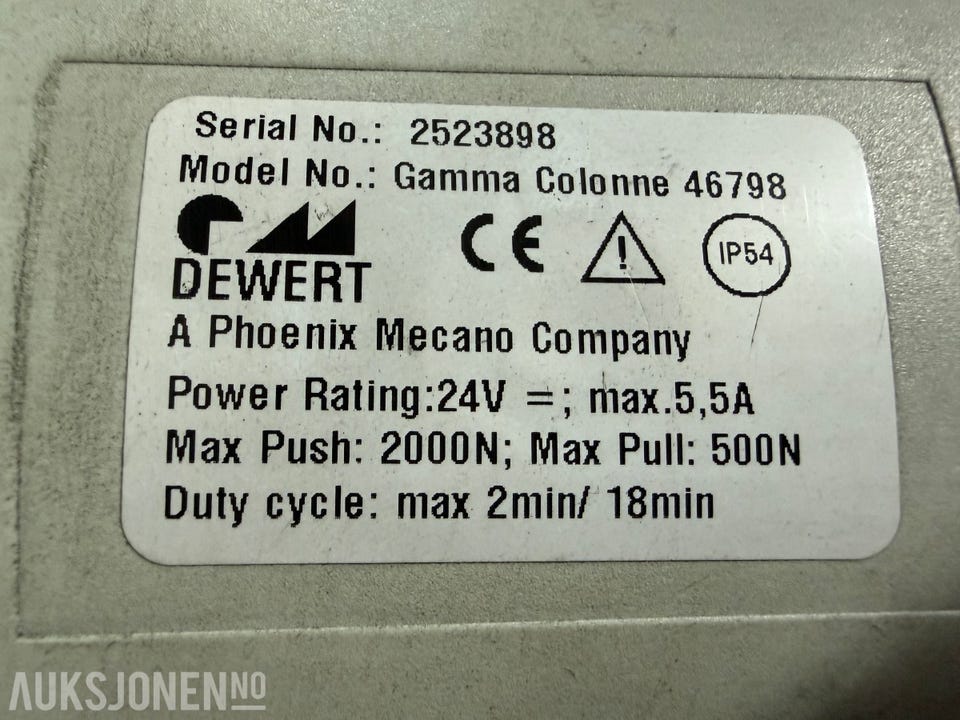 Serial No.: 2523898
Model No.: Gamma Colonne 46798
CE ! IP54
DEWERT
A Phoenix Mecano Company
Power Rating:24V =; max.5,5A
Max Push: 2000N; Max Pull: 500N
Duty cycle: max 2min/ 18min
AUKSJONEN NO